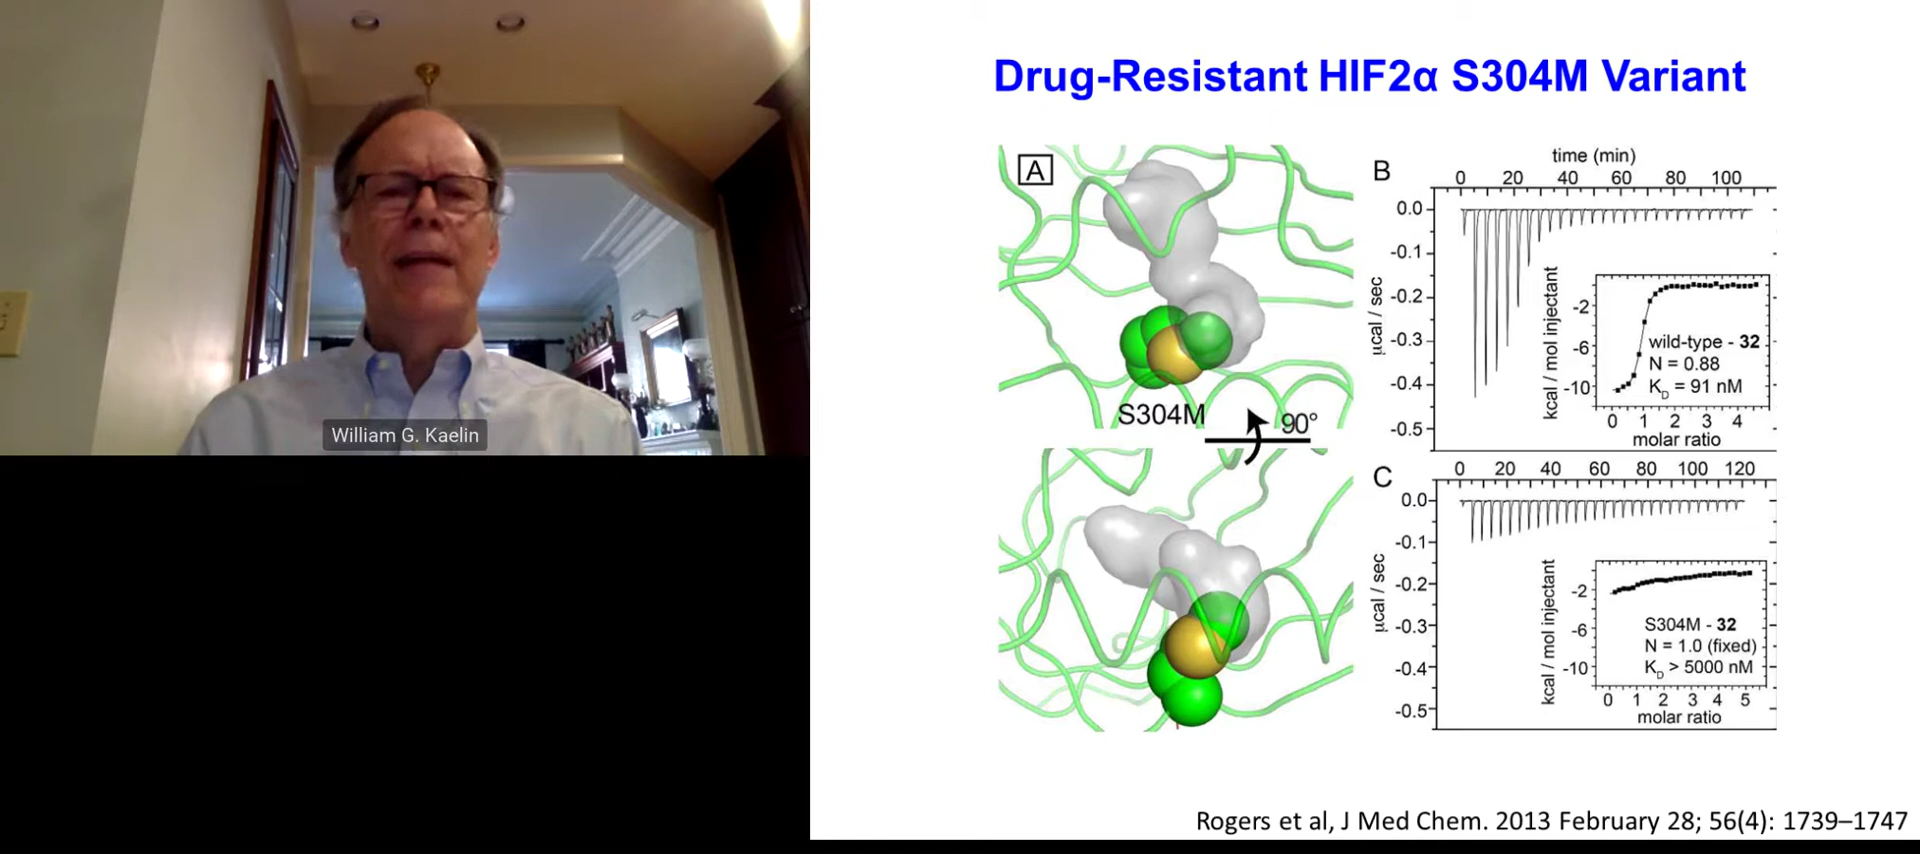 William G. Kaelin
Drug-Resistant HIF2α S304M Variant
A
S304M
90°
B
time (min)
0 20 40 60 80 100
0.0
-0.1
-0.2
-0.3
-0.4
-0.5
µcal / sec
kcal / mol injectant
-2
-6
-10
wild-type - 32
N = 0.88
KD = 91 nM
0 1 2 3 4
molar ratio
C
0 20 40 60 80 100 120
0.0
-0.1
-0.2
-0.3
-0.4
-0.5
µcal / sec
kcal / mol injectant
-2
-6
-10
S304M - 32
N = 1.0 (fixed)
KD > 5000 nM
0 1 2 3 4 5
molar ratio
Rogers et al, J Med Chem. 2013 February 28; 56(4): 1739–1747